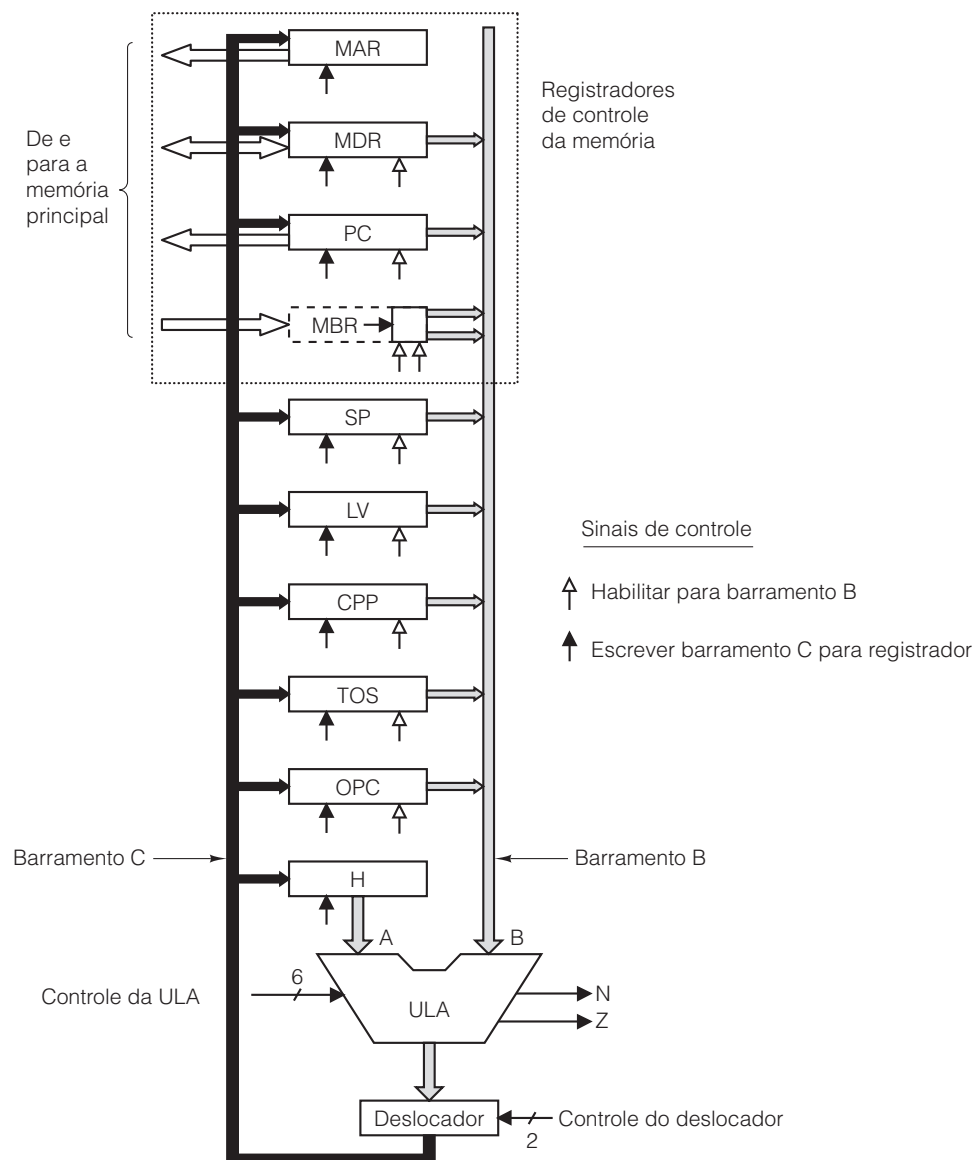 MAR
Registradores
de controle
da memória
De e
para a
memória
principal
MDR
PC
MBR
SP
LV
Sinais de controle
CPP
Habilitar para barramento B
Escrever barramento C para registrador
TOS
OPC
Barramento C
Barramento B
H
A
B
6
Controle da ULA
ULA
N
Z
Deslocador
Controle do deslocador
2